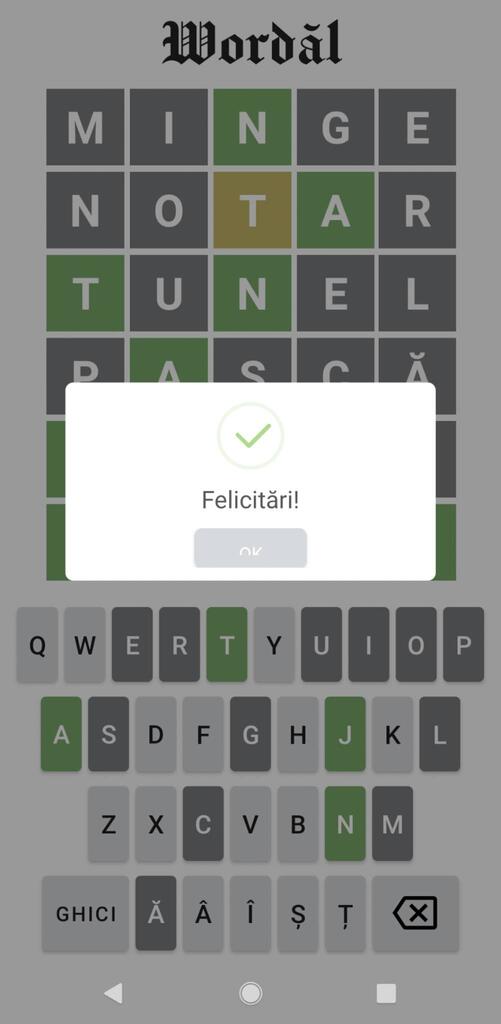 Wordăl
M I N G E
N O T A R
T U N E L
P A S C Ă
Felicitări!
OK
Q W E R T Y U I O P
A S D F G H J K L
Z X C V B N M
GHICI Ă Â Î Ș Ț